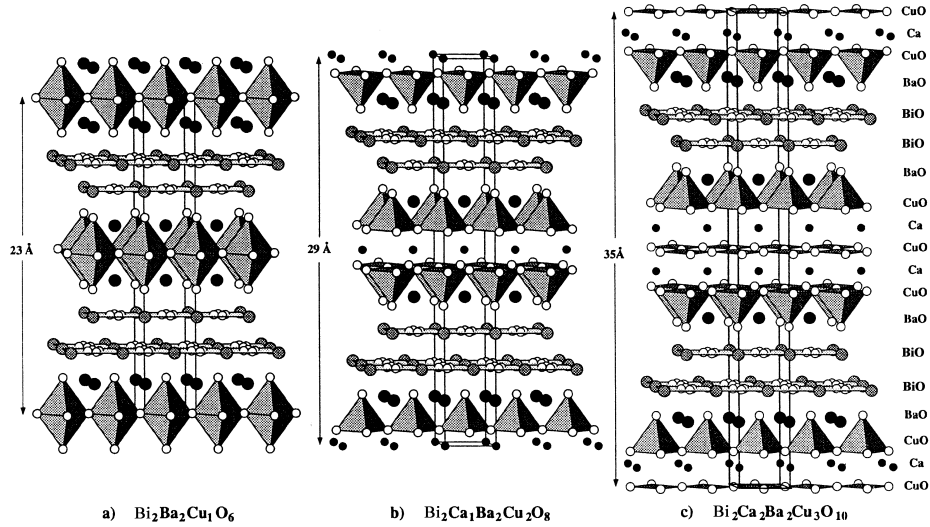 23 Å
29 Å
35Å
CuO
Ca
CuO
BaO
BiO
BiO
BaO
CuO
Ca
CuO
Ca
CuO
BaO
BiO
BiO
BaO
CuO
Ca
CuO
a) Bi₂Ba₂Cu₁O₆
b) Bi₂Ca₁Ba₂Cu₂O₈
c) Bi₂Ca₂Ba₂Cu₃O₁₀